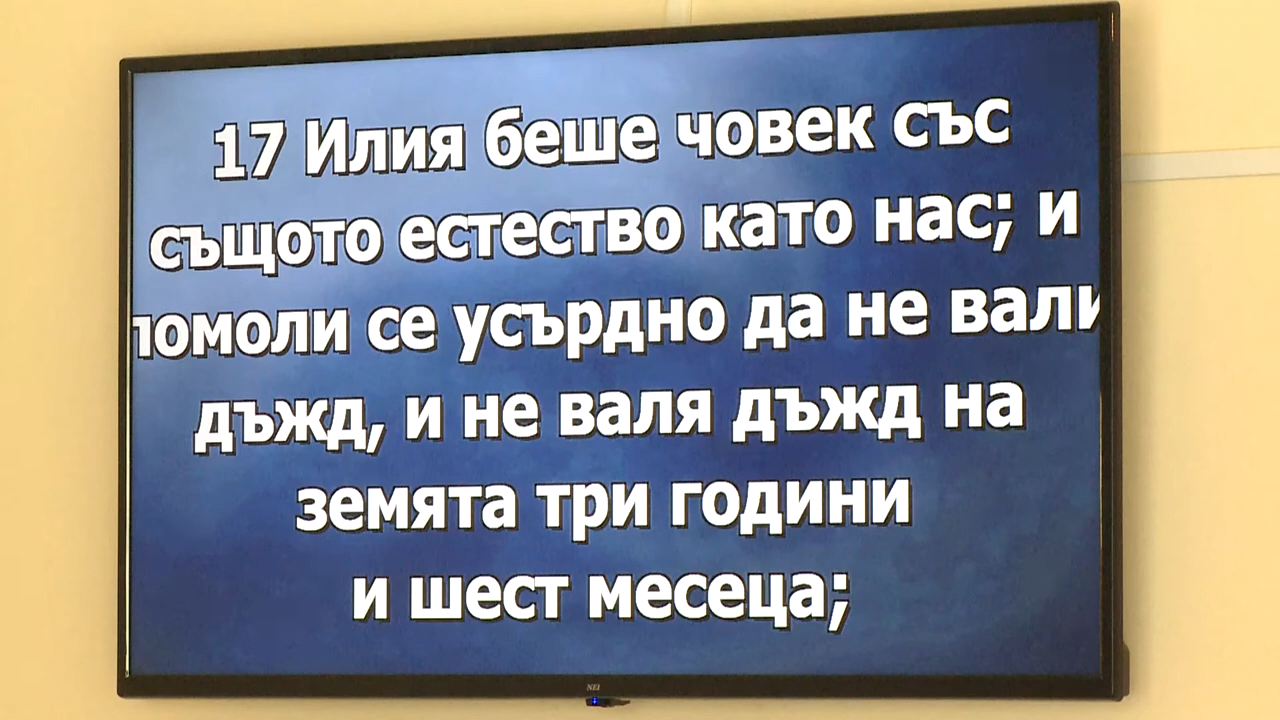 17 Илия беше човек със
същото естество като нас; и
помоли се усърдно да не вали
дъжд, и не валя дъжд на
земята три години
и шест месеца;
NEI